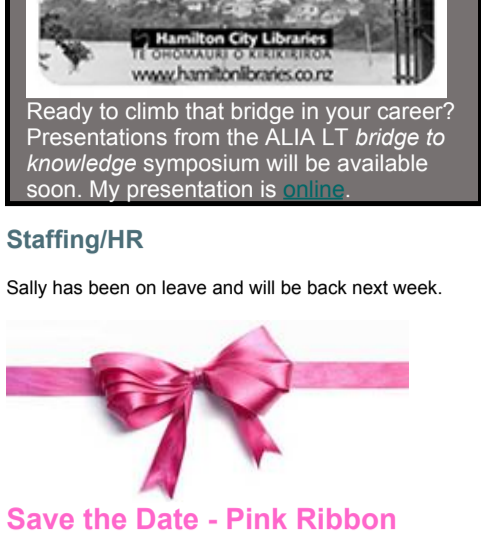 Hamilton City Libraries
TE OHOMAURI O KIRIKIRIROA
www.hamiltonlibraries.co.nz
Ready to climb that bridge in your career?
Presentations from the ALIA LT bridge to
knowledge symposium will be available
soon. My presentation is online.
Staffing/HR
Sally has been on leave and will be back next week.
Save the Date - Pink Ribbon